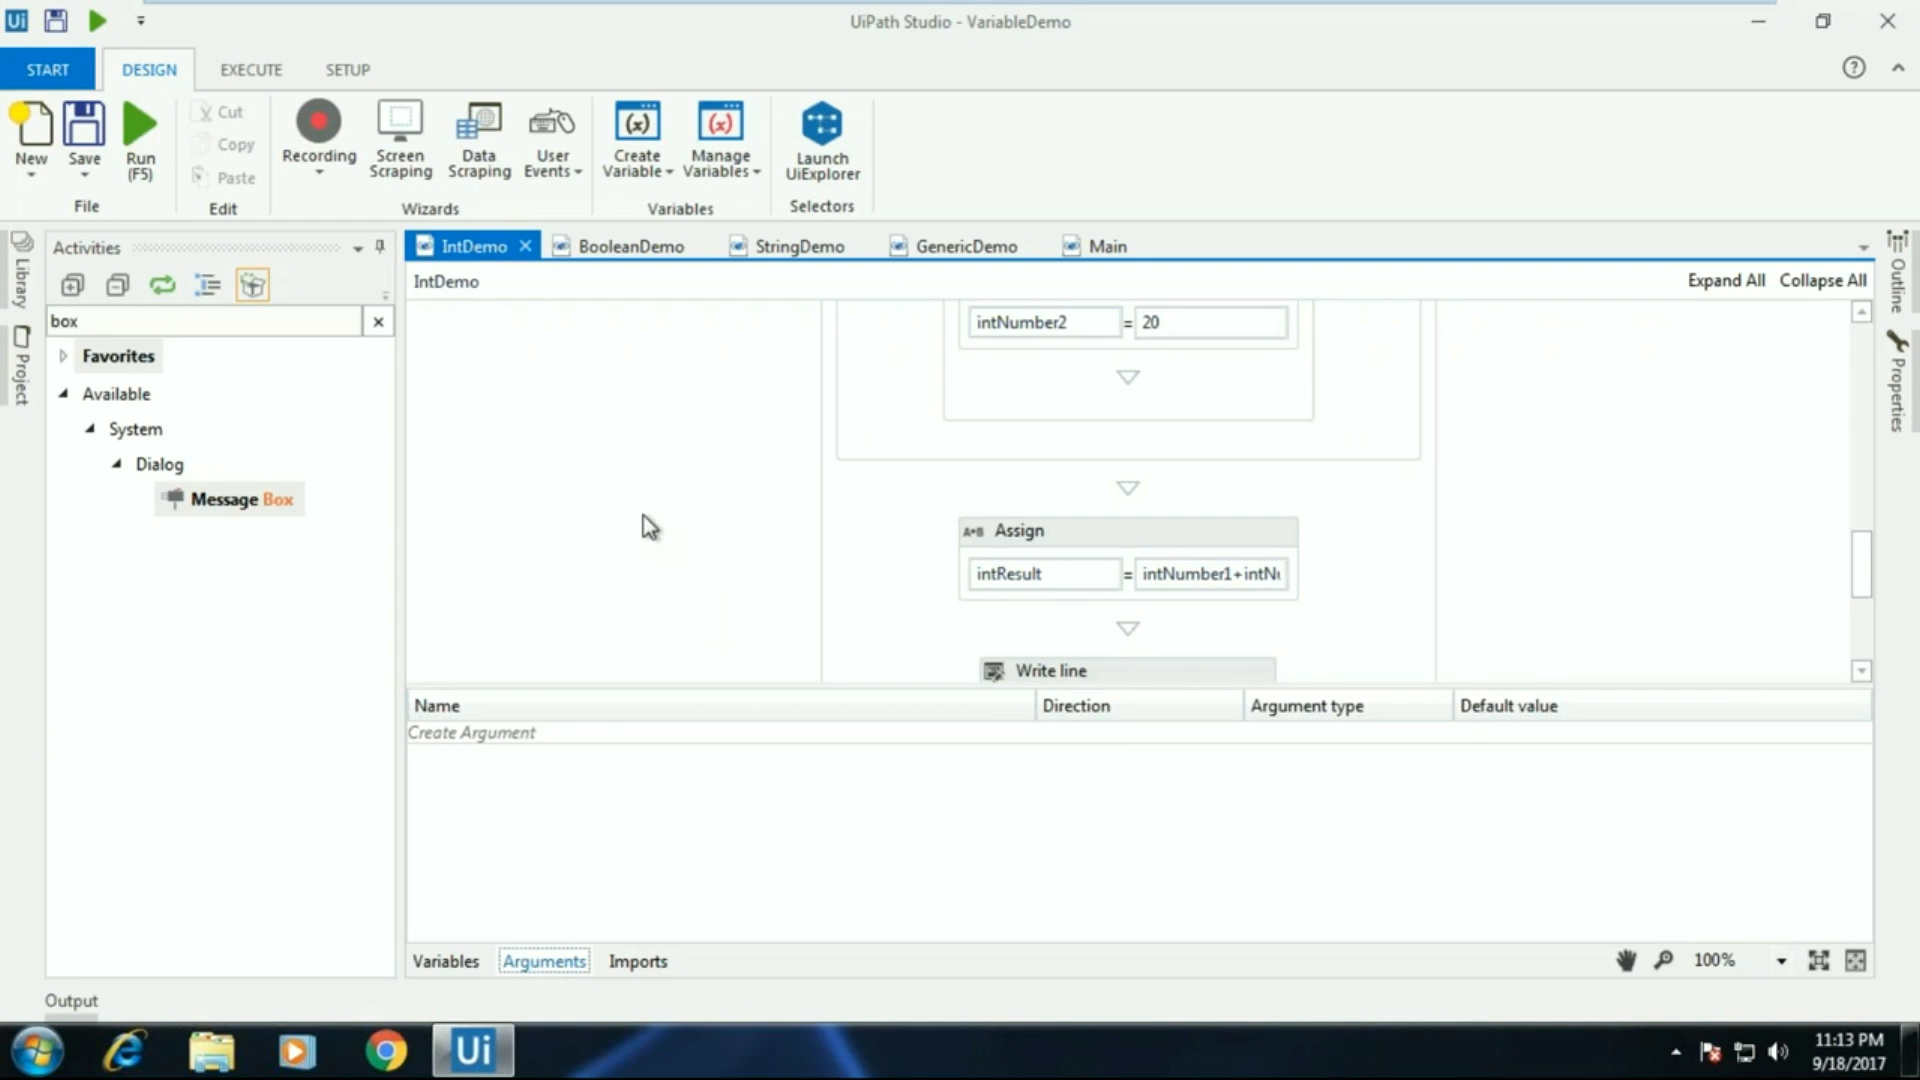 Ui
UiPath Studio - VariableDemo
START
DESIGN
EXECUTE
SETUP
New
Save
Run
(F5)
File
Cut
Copy
Paste
Edit
Recording
Screen
Scraping
Data
Scraping
User
Events
Wizards
(x)
Create
Variable
(x)
Manage
Variables
Variables
Launch
UiExplorer
Selectors
Library
Project
Activities
box
Favorites
Available
System
Dialog
Message Box
IntDemo
BooleanDemo
StringDemo
GenericDemo
Main
IntDemo
Expand All
Collapse All
intNumber2
=
20
A+B Assign
intResult
=
intNumber1+intNu
Write line
Name
Direction
Argument type
Default value
Create Argument
Variables
Arguments
Imports
100%
Outline
Properties
Output
Ui
11:13 PM
9/18/2017